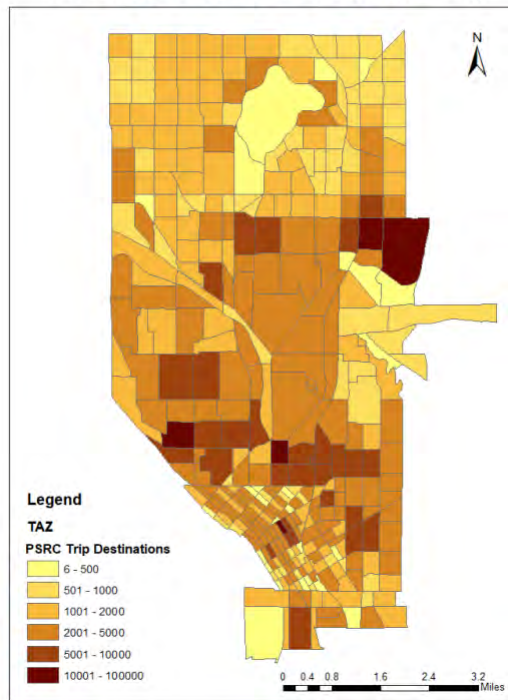 N
Legend
TAZ
PSRC Trip Destinations
6 - 500
501 - 1000
1001 - 2000
2001 - 5000
5001 - 10000
10001 - 100000
0 0.4 0.8 1.6 2.4 3.2
Miles